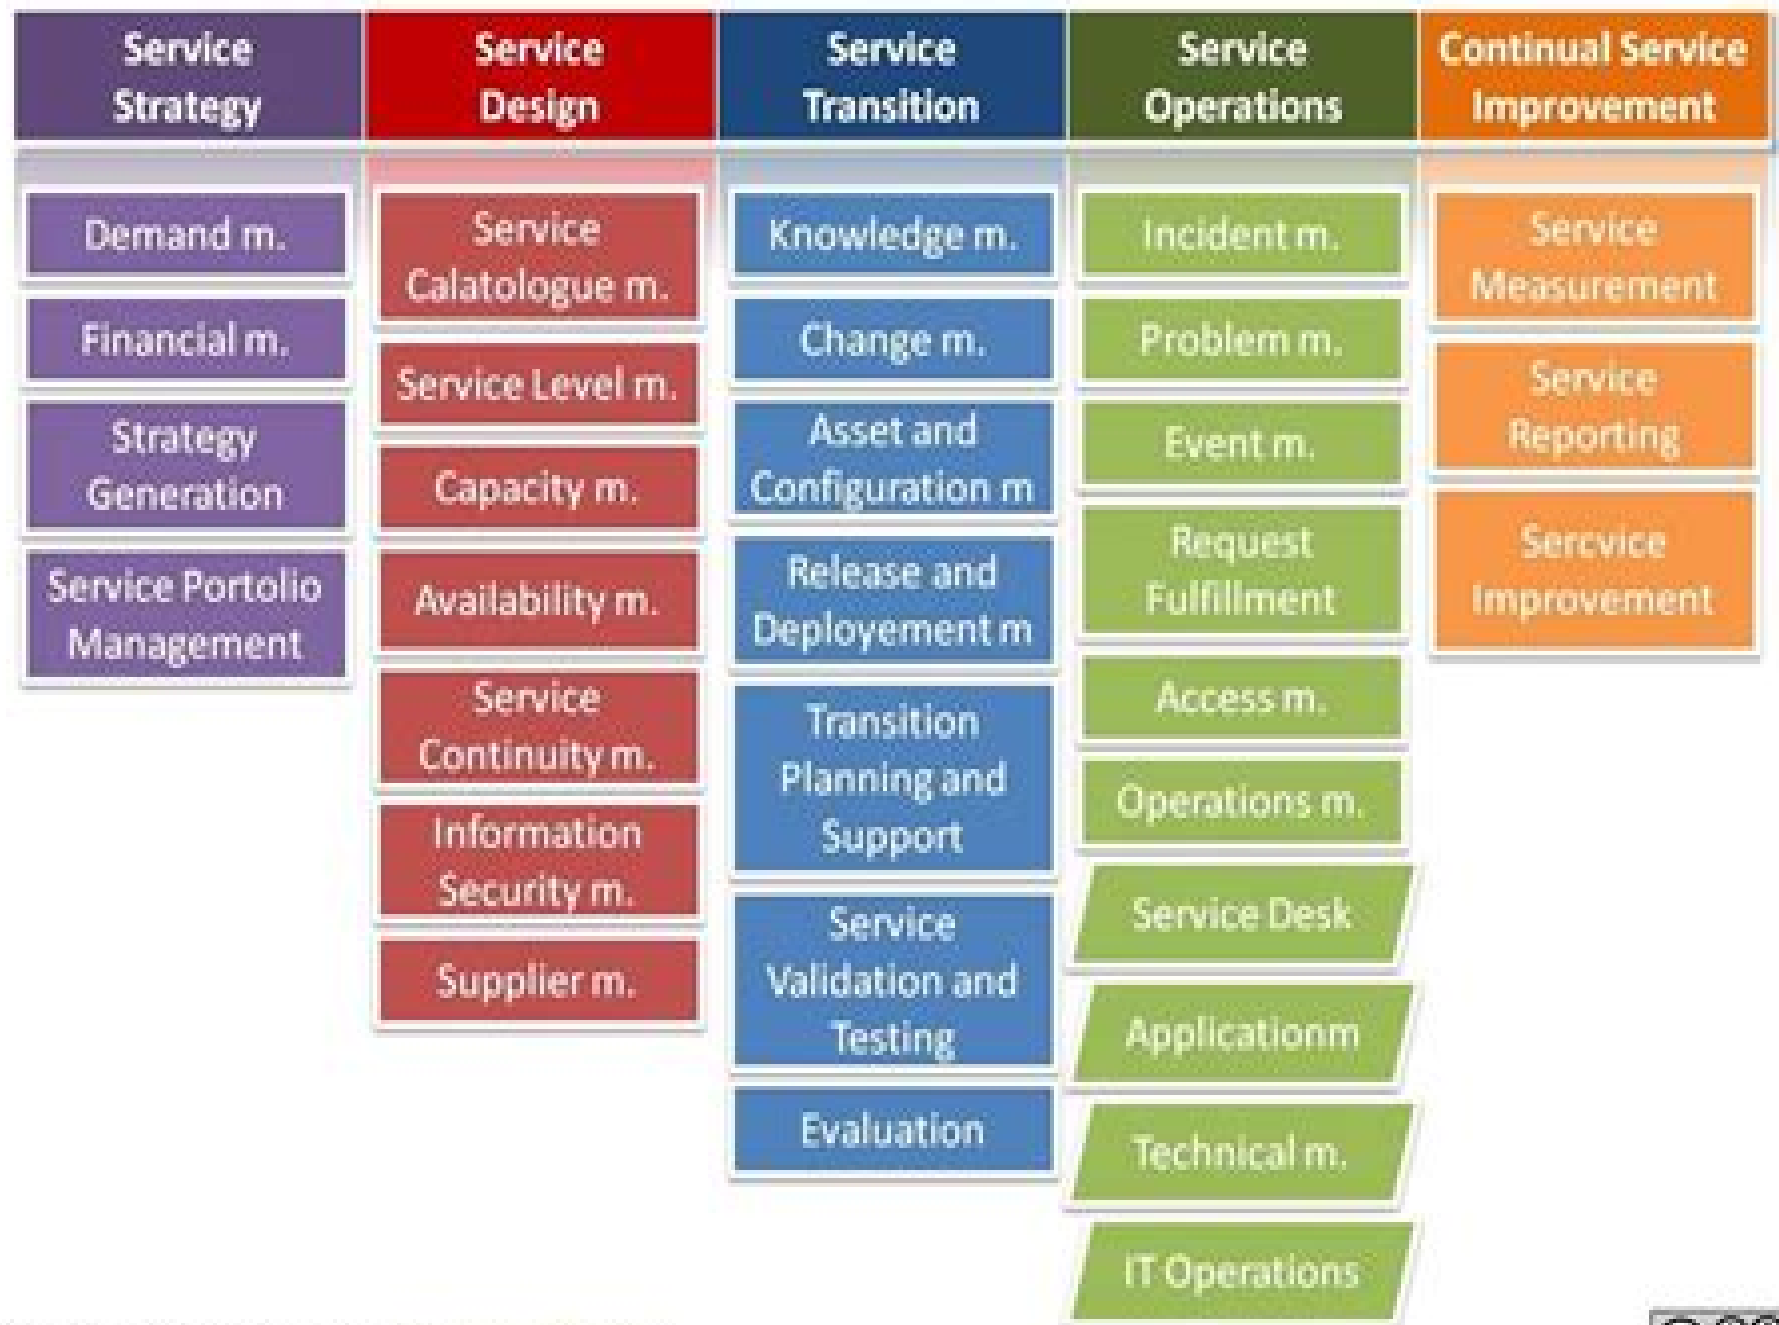 Service
Strategy
Demand m.
Financial m.
Strategy
Generation
Service Portolio
Management
Service
Design
Service
Calatologue m.
Service Level m.
Capacity m.
Availability m.
Service
Continuity m.
Information
Security m.
Supplier m.
Service
Transition
Knowledge m.
Change m.
Asset and
Configuration m
Release and
Deployement m
Transition
Planning and
Support
Service
Validation and
Testing
Evaluation
Service
Operations
Incident m.
Problem m.
Event m.
Request
Fulfillment
Access m.
Operations m.
Service Desk
Applicationm
Technical m.
IT Operations
Continual Service
Improvement
Service
Measurement
Service
Reporting
Sercvice
Improvement